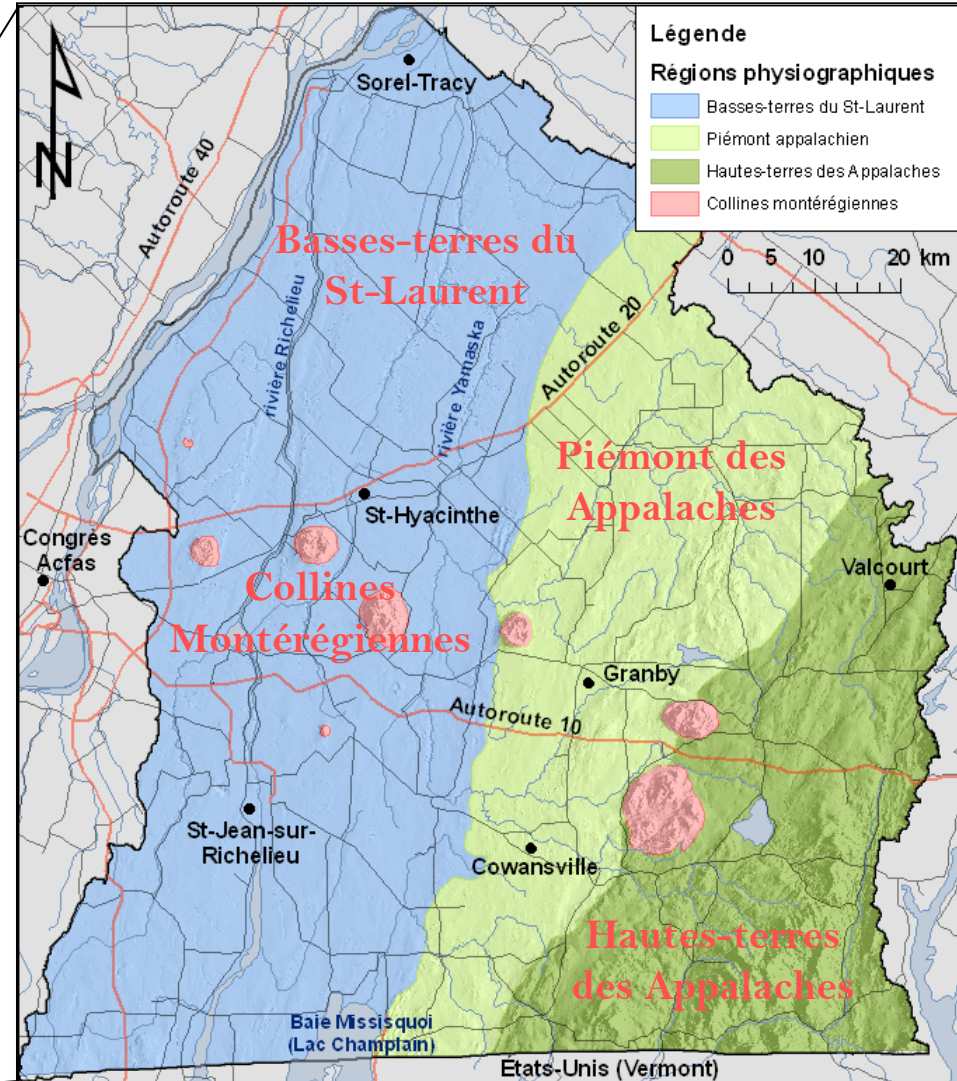 Légende
Régions physiographiques
Basses-terres du St-Laurent
Piémont appalachien
Hautes-terres des Appalaches
Collines montérégiennes
0 5 10 20 km
N
Sorel-Tracy
Autoroute 40
Basses-terres du
St-Laurent
rivière Richelieu
rivière Yamaska
Autoroute 20
Piémont des
Appalaches
St-Hyacinthe
Congrès
Acfas
Valcourt
Collines
Montérégiennes
Granby
Autoroute 10
St-Jean-sur-
Richelieu
Cowansville
Hautes-terres
des Appalaches
Baie Missisquoi
(Lac Champlain)
États-Unis (Vermont)